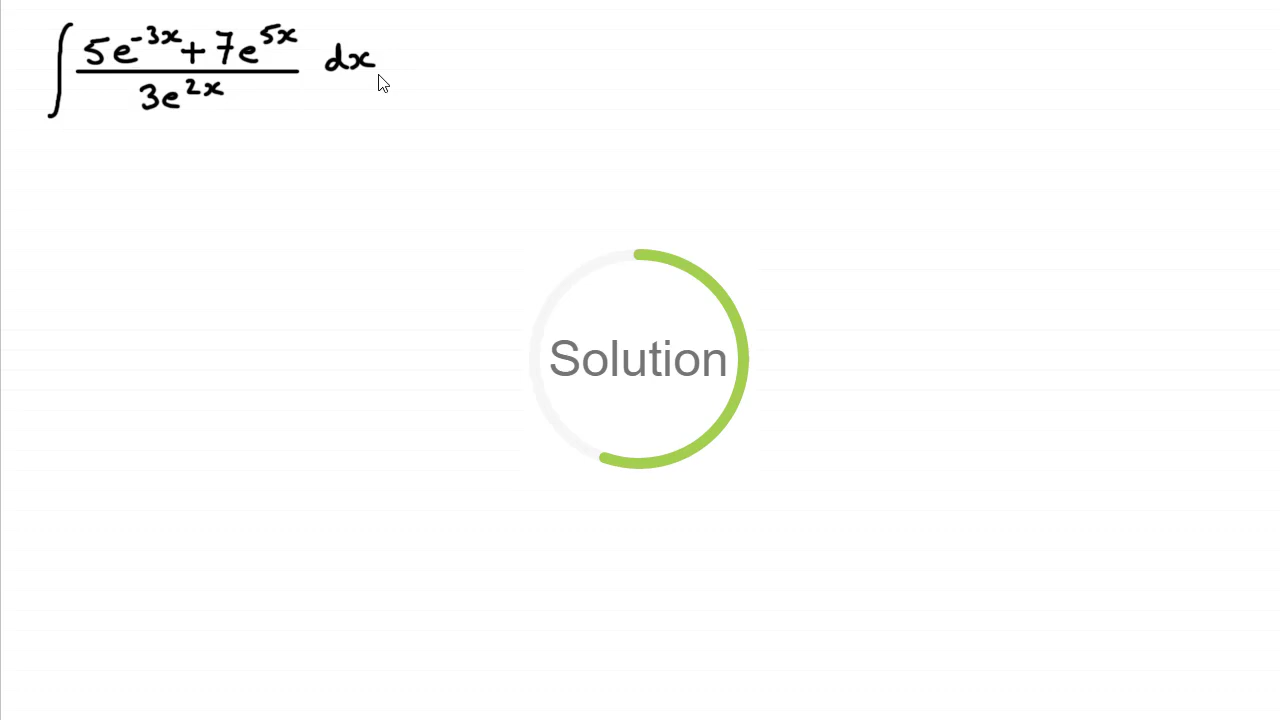 ∫ (5e^{-3x} + 7e^{5x}) / (3e^{2x}) dx
Solution